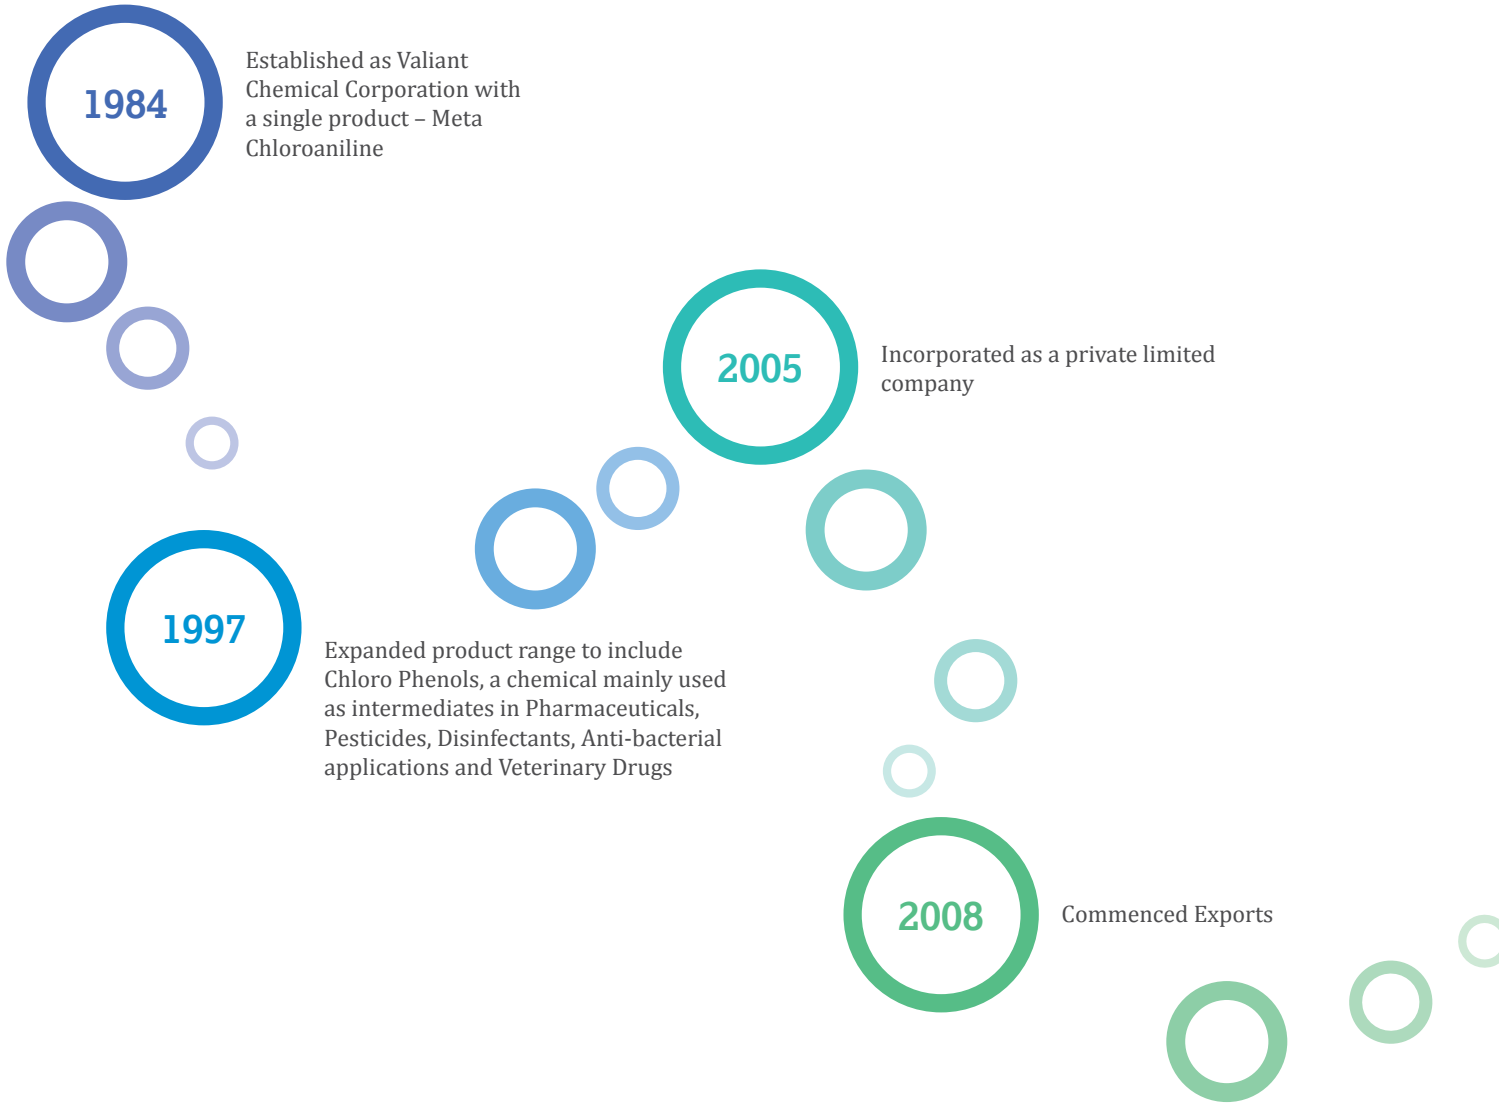 1984
Established as Valiant
Chemical Corporation with
a single product – Meta
Chloroaniline
2005
Incorporated as a private limited
company
1997
Expanded product range to include
Chloro Phenols, a chemical mainly used
as intermediates in Pharmaceuticals,
Pesticides, Disinfectants, Anti-bacterial
applications and Veterinary Drugs
2008
Commenced Exports